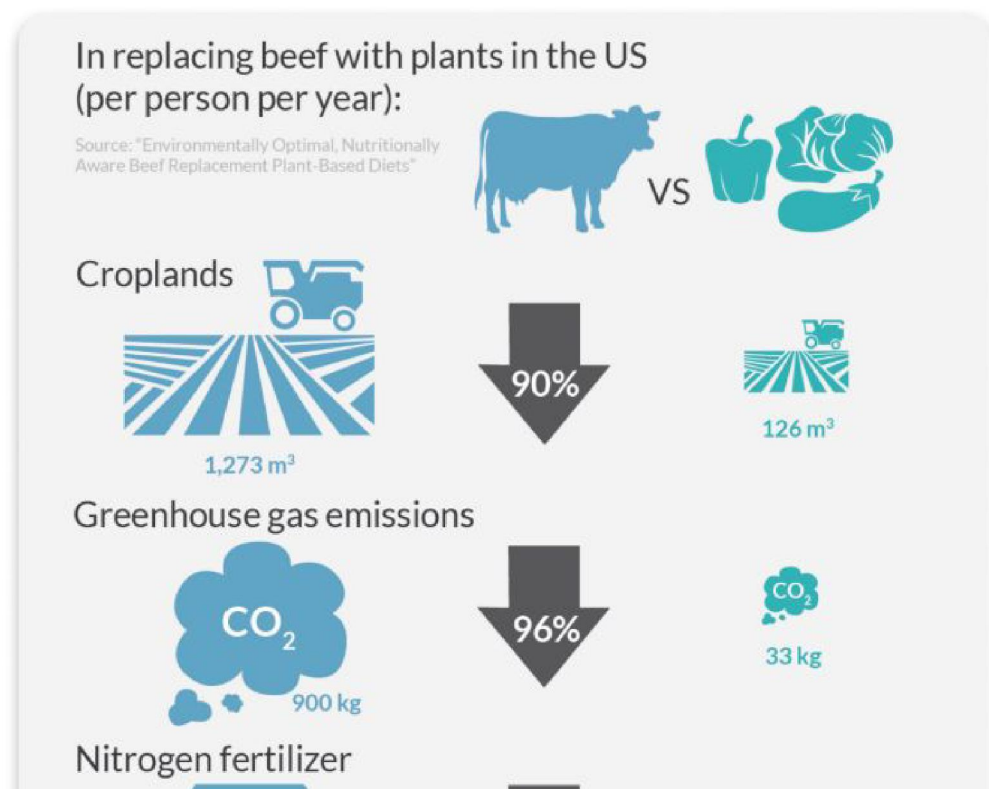 In replacing beef with plants in the US
(per person per year):
Source: "Environmentally Optimal, Nutritionally
Aware Beef Replacement Plant-Based Diets"
VS
Croplands
90%
126 m³
1,273 m³
Greenhouse gas emissions
CO₂
96%
CO₂
33 kg
900 kg
Nitrogen fertilizer